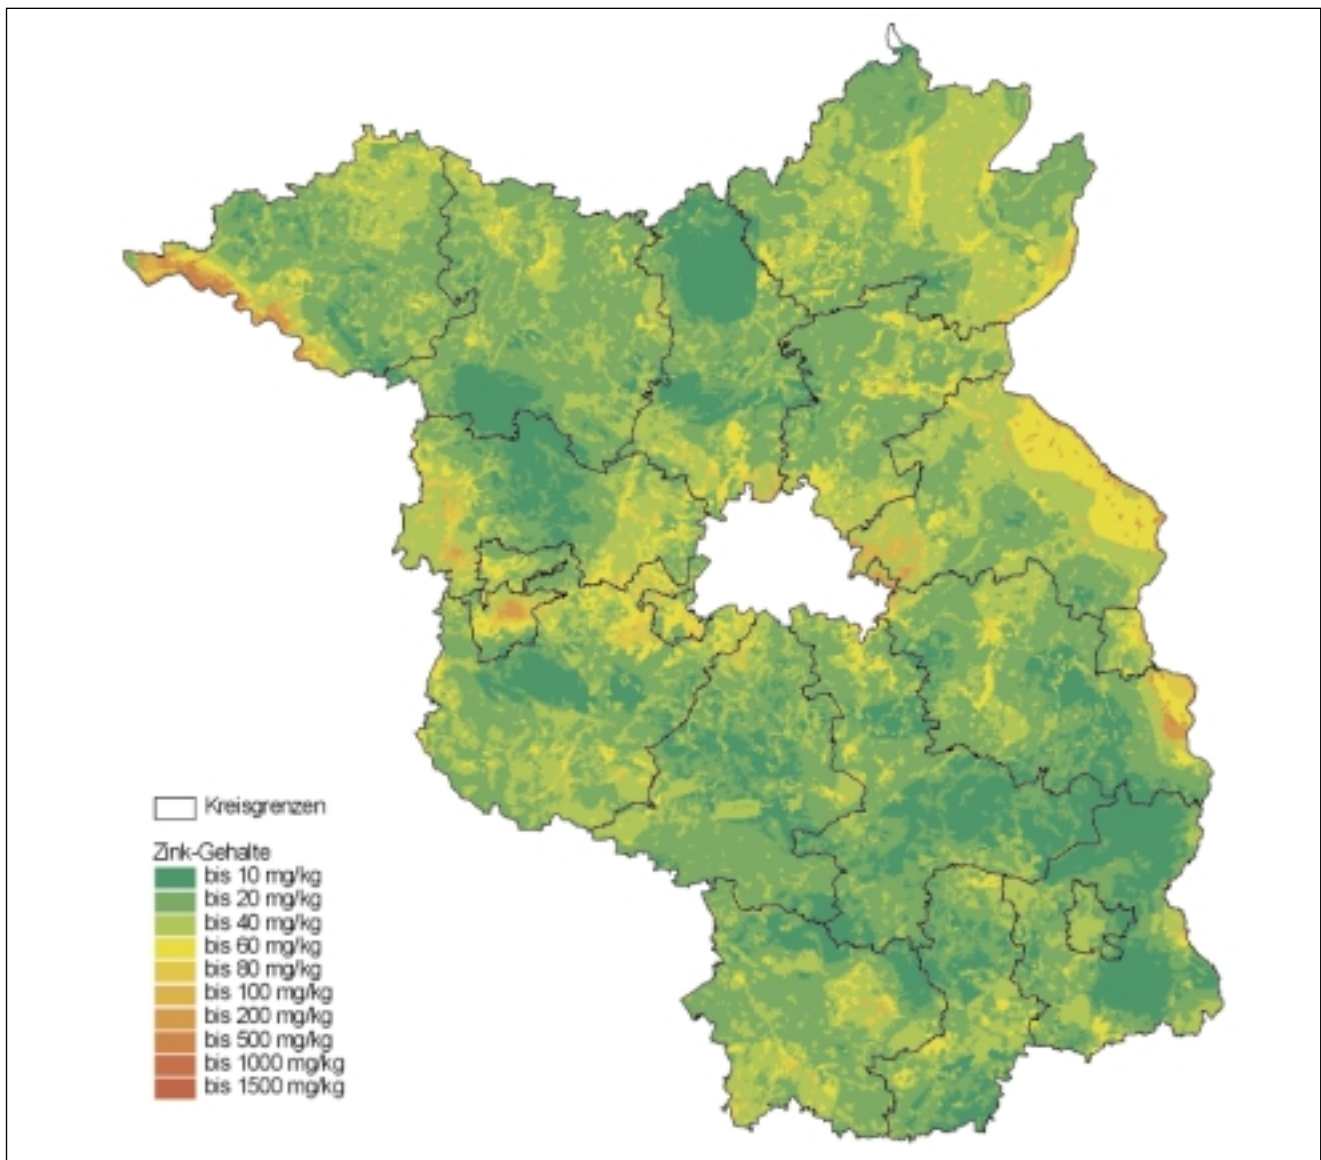 Kreisgrenzen
Zink-Gehalte
bis 10 mg/kg
bis 20 mg/kg
bis 40 mg/kg
bis 60 mg/kg
bis 80 mg/kg
bis 100 mg/kg
bis 200 mg/kg
bis 500 mg/kg
bis 1000 mg/kg
bis 1500 mg/kg